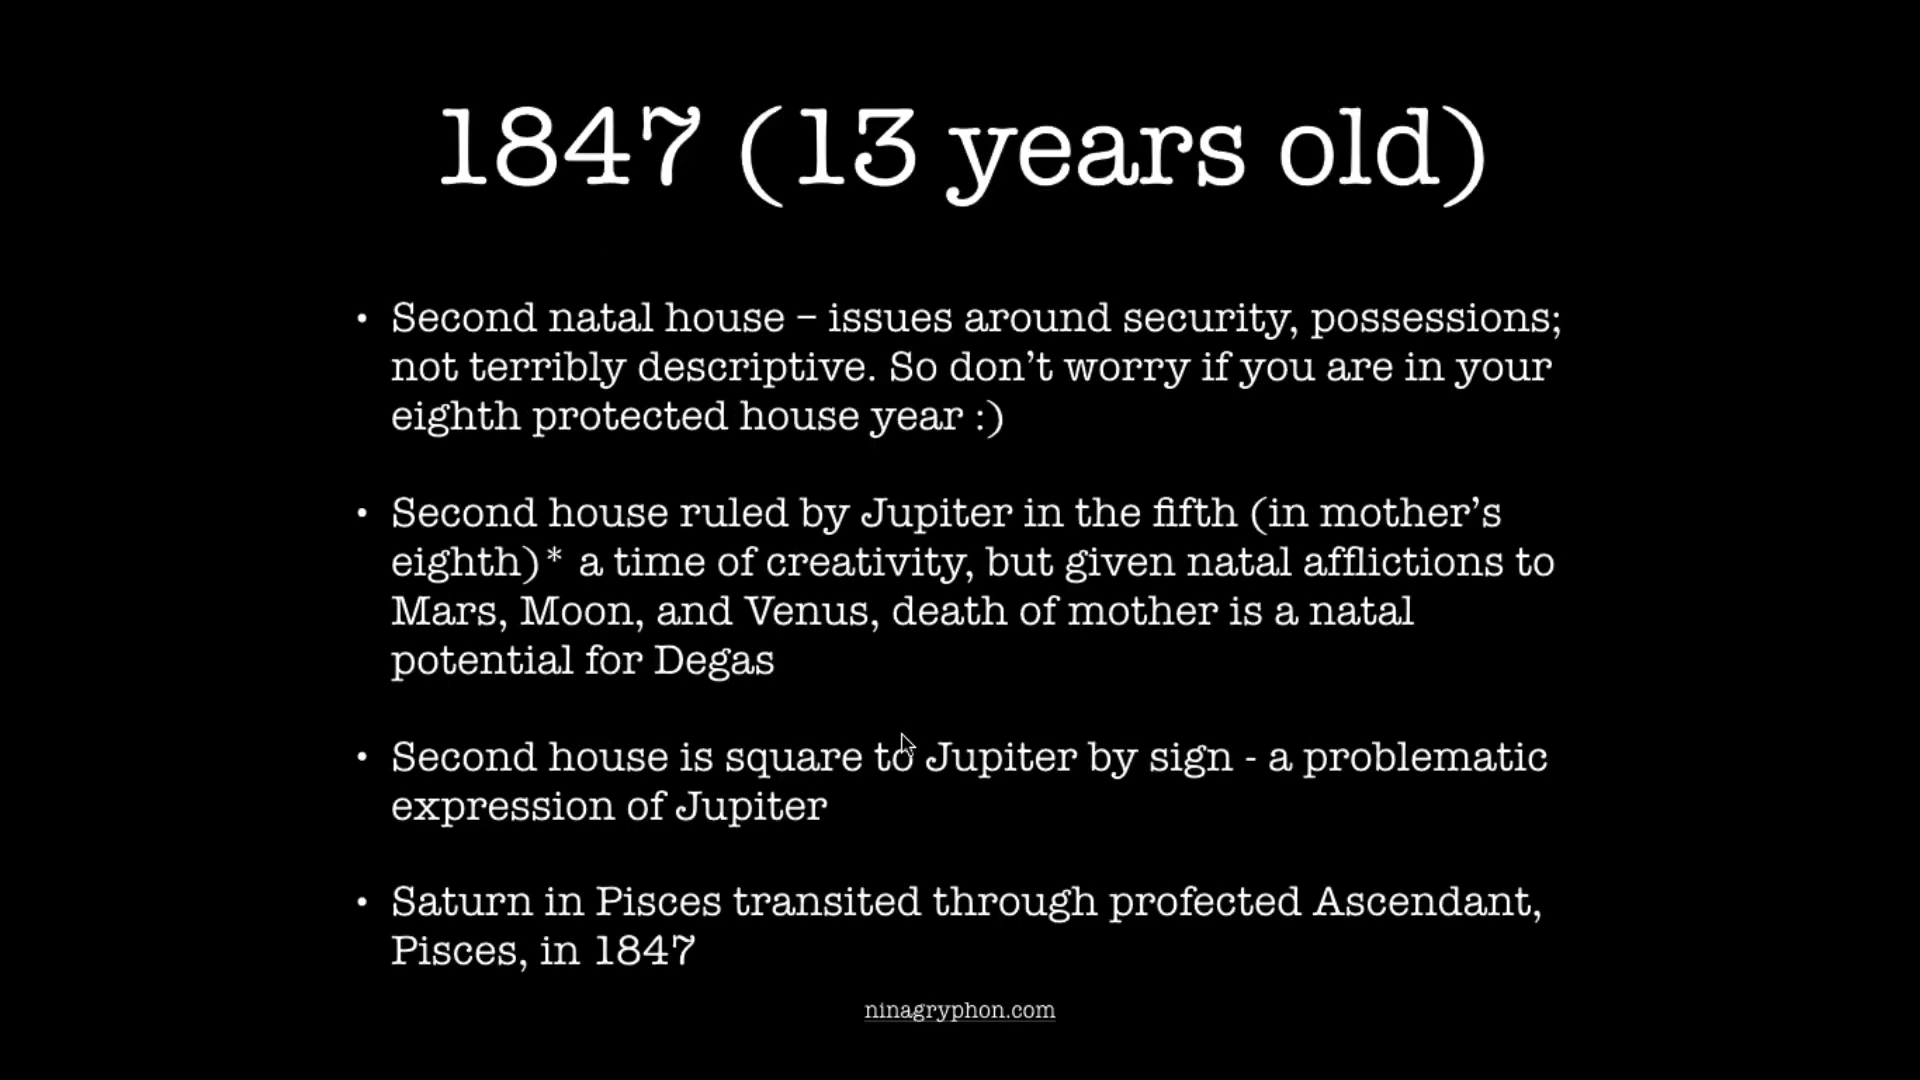 1847 (13 years old)
• Second natal house – issues around security, possessions;
not terribly descriptive. So don’t worry if you are in your
eighth protected house year :)
• Second house ruled by Jupiter in the fifth (in mother’s
eighth)* a time of creativity, but given natal afflictions to
Mars, Moon, and Venus, death of mother is a natal
potential for Degas
• Second house is square to Jupiter by sign - a problematic
expression of Jupiter
• Saturn in Pisces transited through profected Ascendant,
Pisces, in 1847
ninagryphon.com